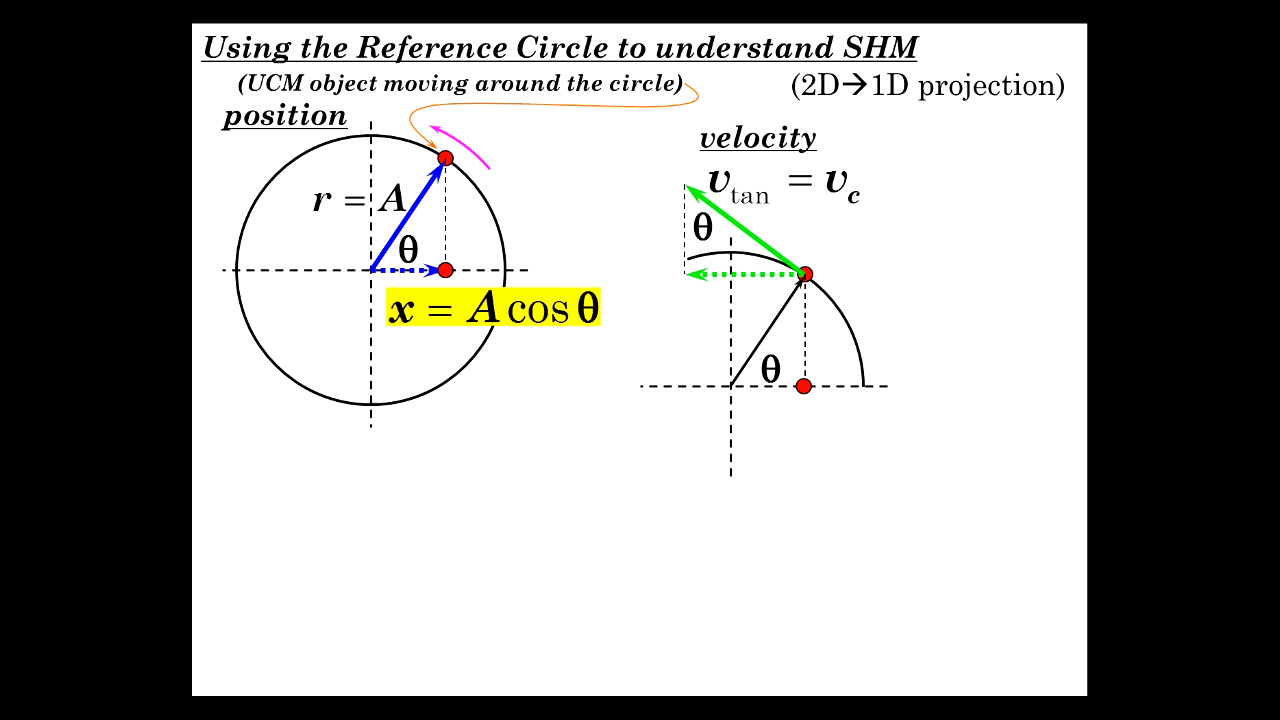 Using the Reference Circle to understand SHM
(UCM object moving around the circle)
(2D→1D projection)
position
r = A
θ
x = A cos θ
velocity
v_tan = v_c
θ
θ